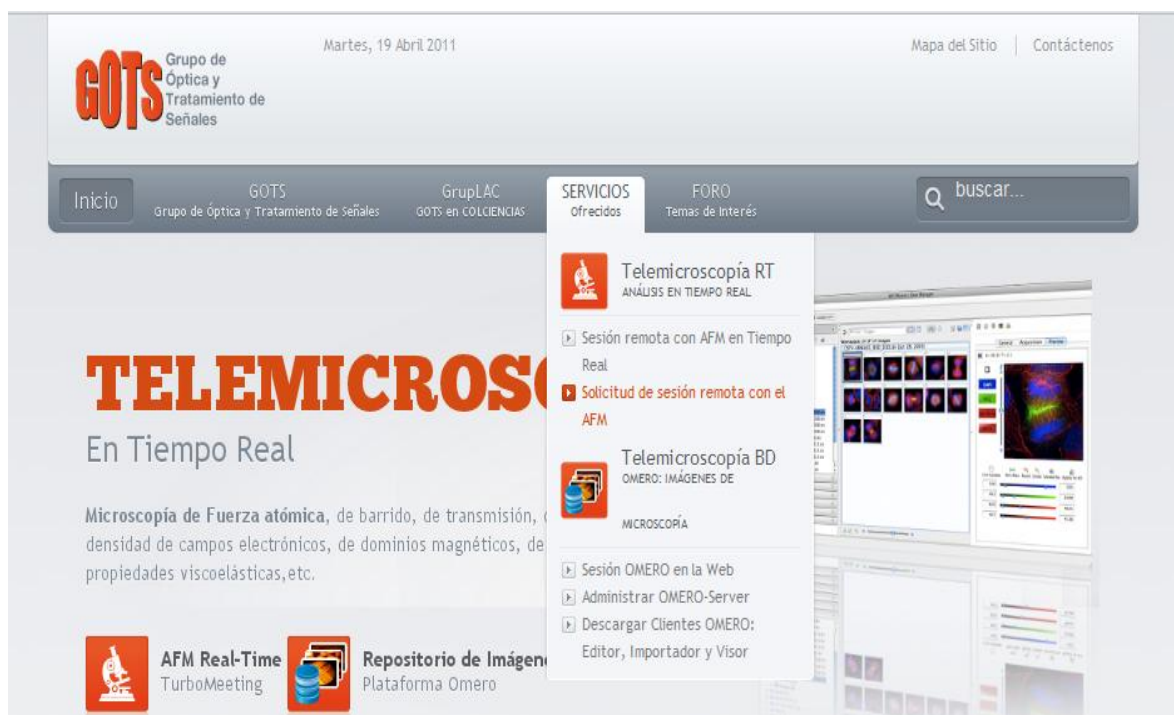 Martes, 19 Abril 2011
Mapa del Sitio
Contáctenos
GOTS
Grupo de
Óptica y
Tratamiento de
Señales
Inicio
GOTS
Grupo de Óptica y Tratamiento de Señales
GrupLAC
GOTS en COLCIENCIAS
SERVICIOS
Ofrecidos
FORO
Temas de Interés
buscar...
Telemicroscopía RT
ANÁLISIS EN TIEMPO REAL
Sesión remota con AFM en Tiempo
Real
Solicitud de sesión remota con el
AFM
Telemicroscopía BD
OMERO: IMÁGENES DE
MICROSCOPÍA
Sesión OMERO en la Web
Administrar OMERO-Server
Descargar Clientes OMERO:
Editor, Importador y Visor
TELEMICROSC
En Tiempo Real
Microscopía de Fuerza atómica, de barrido, de transmisión,
densidad de campos electrónicos, de dominios magnéticos, de
propiedades viscoelásticas,etc.
AFM Real-Time
TurboMeeting
Repositorio de Imágen
Plataforma Omero